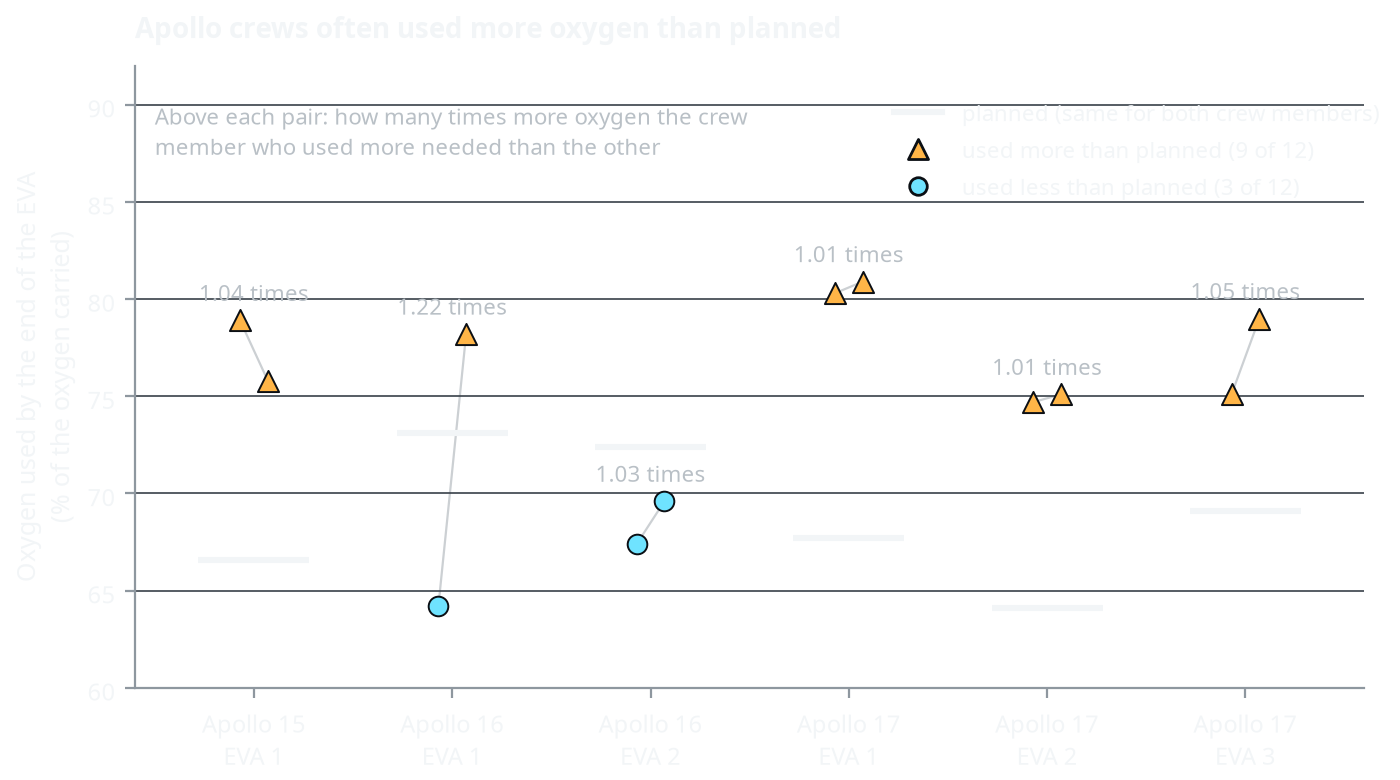 Apollo crews often used more oxygen than planned
Above each pair: how many times more oxygen the crew
member who used more needed than the other
planned (same for both crew members)
used more than planned (9 of 12)
used less than planned (3 of 12)
Oxygen used by the end of the EVA
(% of the oxygen carried)
90
85
80
75
70
65
60
1.04 times
1.22 times
1.03 times
1.01 times
1.01 times
1.05 times
Apollo 15
EVA 1
Apollo 16
EVA 1
Apollo 16
EVA 2
Apollo 17
EVA 1
Apollo 17
EVA 2
Apollo 17
EVA 3